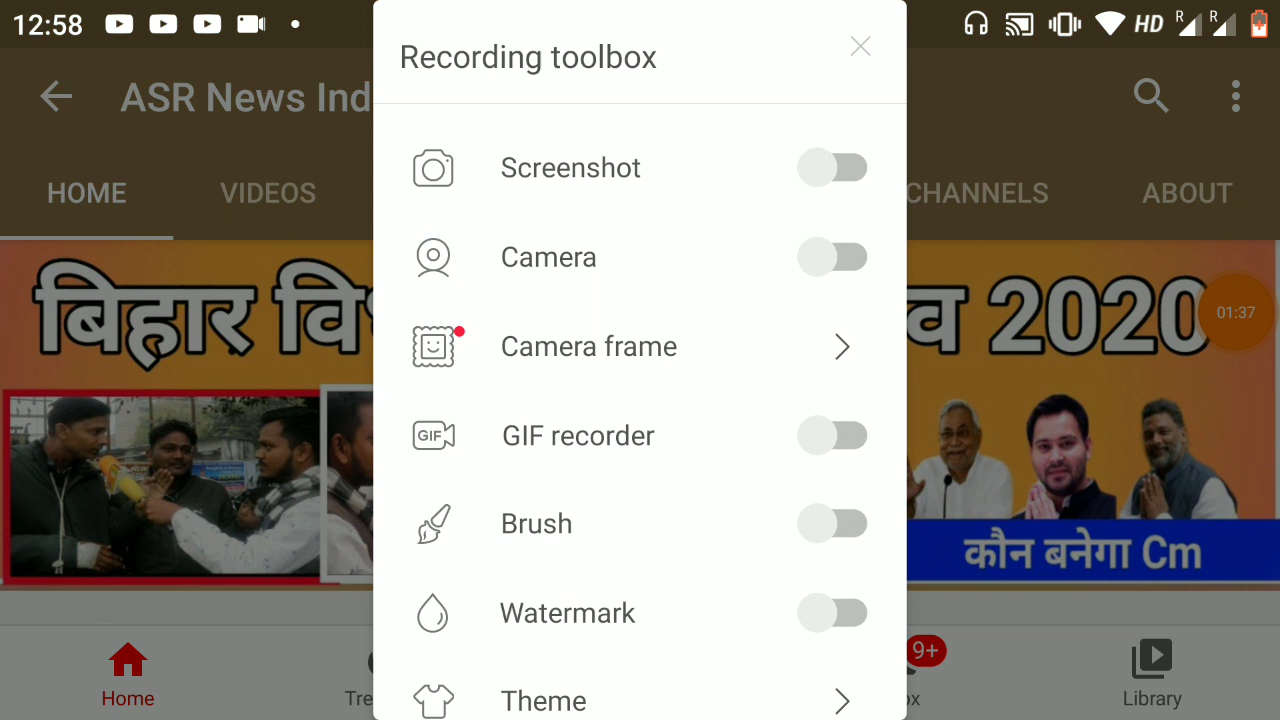 12:58
HD
R
R
Recording toolbox
ASR News Ind
HOME
VIDEOS
CHANNELS
ABOUT
Screenshot
Camera
Camera frame
GIF
GIF recorder
Brush
Watermark
Theme
बिहार वि
व 2020
01:37
कौन बनेगा Cm
Home
Tre
9+
ox
Library